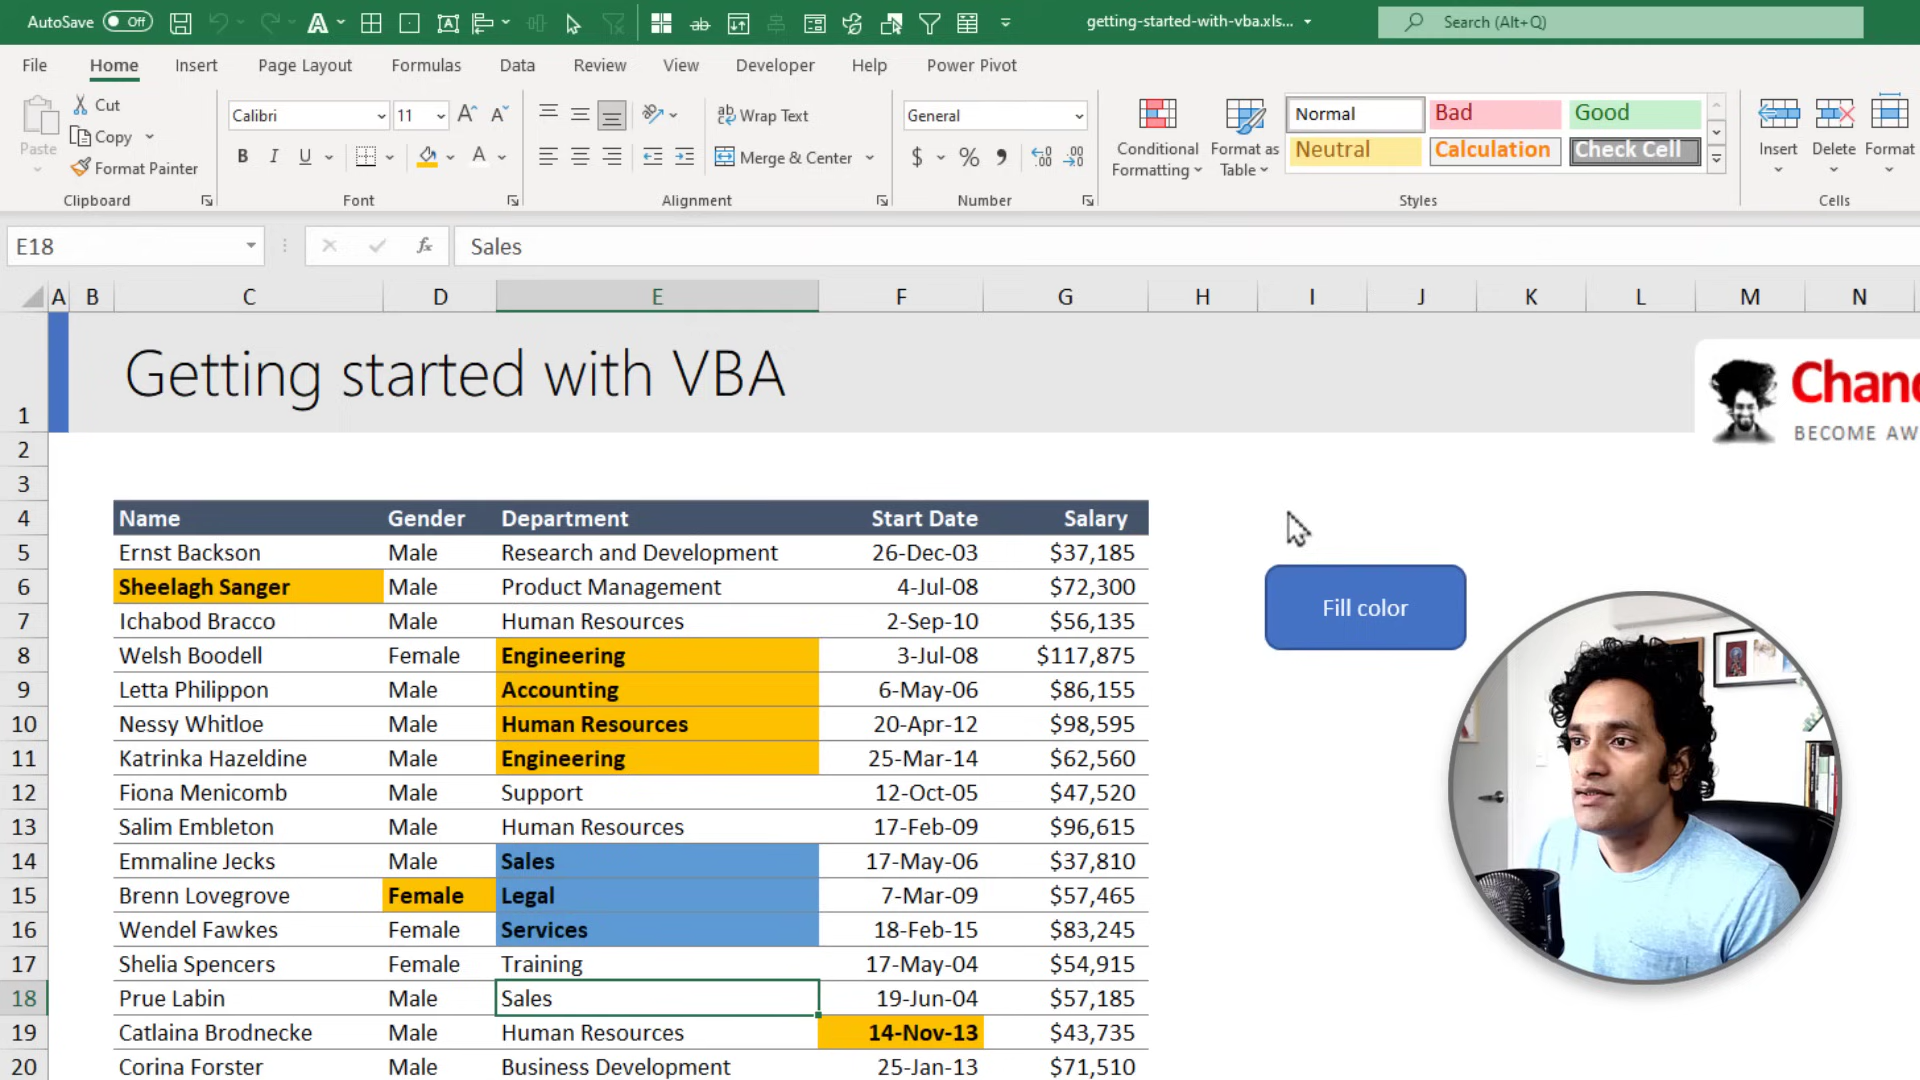 AutoSave Off getting-started-with-vba.xls... Search (Alt+Q)
File Home Insert Page Layout Formulas Data Review View Developer Help Power Pivot
Paste
Cut
Copy
Format Painter
Clipboard
Calibri 11
B I U
Font
Wrap Text
Merge & Center
Alignment
General
$ % 9
Number
Conditional Formatting
Format as Table
Normal Bad Good
Neutral Calculation Check Cell
Styles
Insert Delete Format
Cells
E18 fx Sales
A B C D E F G H I J K L M N
1 Getting started with VBA
BECOME AW
2
3
4 Name Gender Department Start Date Salary
5 Ernst Backson Male Research and Development 26-Dec-03 $37,185
6 Sheelagh Sanger Male Product Management 4-Jul-08 $72,300
7 Ichabod Bracco Male Human Resources 2-Sep-10 $56,135
8 Welsh Boodell Female Engineering 3-Jul-08 $117,875
9 Letta Philippon Male Accounting 6-May-06 $86,155
10 Nessy Whitloe Male Human Resources 20-Apr-12 $98,595
11 Katrinka Hazeldine Male Engineering 25-Mar-14 $62,560
12 Fiona Menicomb Male Support 12-Oct-05 $47,520
13 Salim Embleton Male Human Resources 17-Feb-09 $96,615
14 Emmaline Jecks Male Sales 17-May-06 $37,810
15 Brenn Lovegrove Female Legal 7-Mar-09 $57,465
16 Wendel Fawkes Female Services 18-Feb-15 $83,245
17 Shelia Spencers Female Training 17-May-04 $54,915
18 Prue Labin Male Sales 19-Jun-04 $57,185
19 Catlaina Brodnecke Male Human Resources 14-Nov-13 $43,735
20 Corina Forster Male Business Development 25-Jan-13 $71,510
Fill color